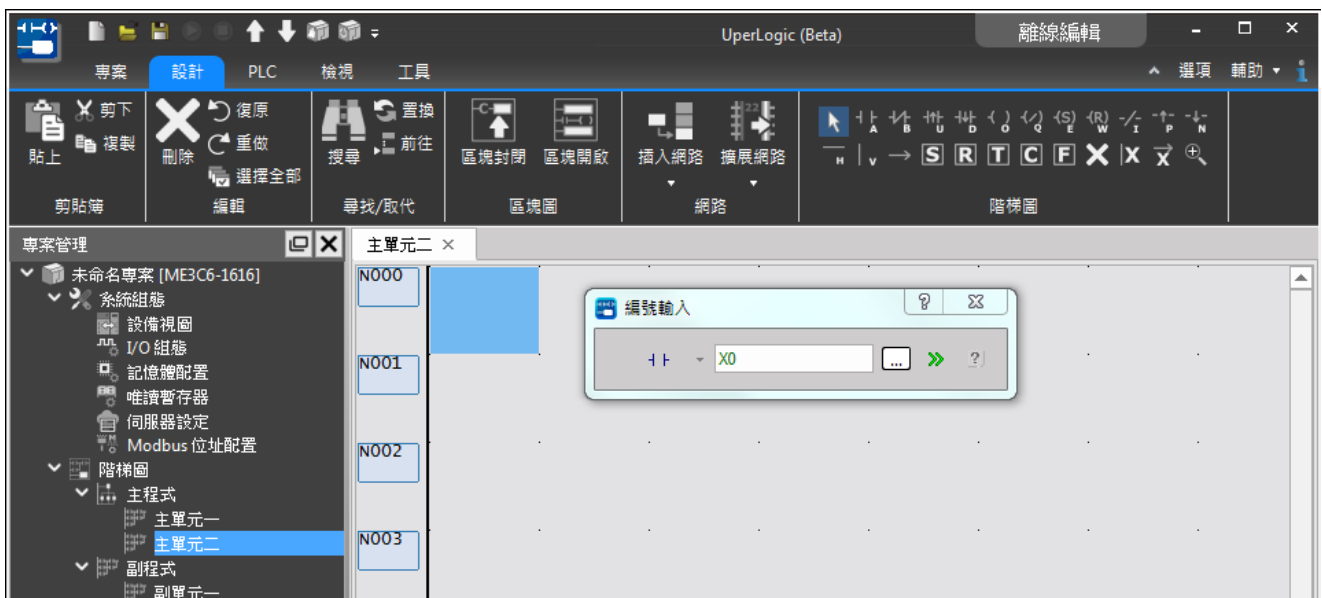 UperLogic (Beta) 離線編輯
專案 設計 PLC 檢視 工具 選項 輔助
貼上 剪下 複製 刪除 復原 重做 選擇全部 搜尋 置換 前往 區塊封閉 區塊開啟 插入網路 擴展網路
A B U D O Q E W I P N
H V S R T C F X X X
剪貼簿 編輯 尋找/取代 區塊圖 網路 階梯圖
專案管理 主單元二
未命名專案 [ME3C6-1616]
系統組態
設備視圖
I/O 組態
記憶體配置
唯讀暫存器
伺服器設定
Modbus 位址配置
階梯圖
主程式
主單元一
主單元二
副程式
副單元一
N000
N001
N002
N003
編號輸入
X0 ...